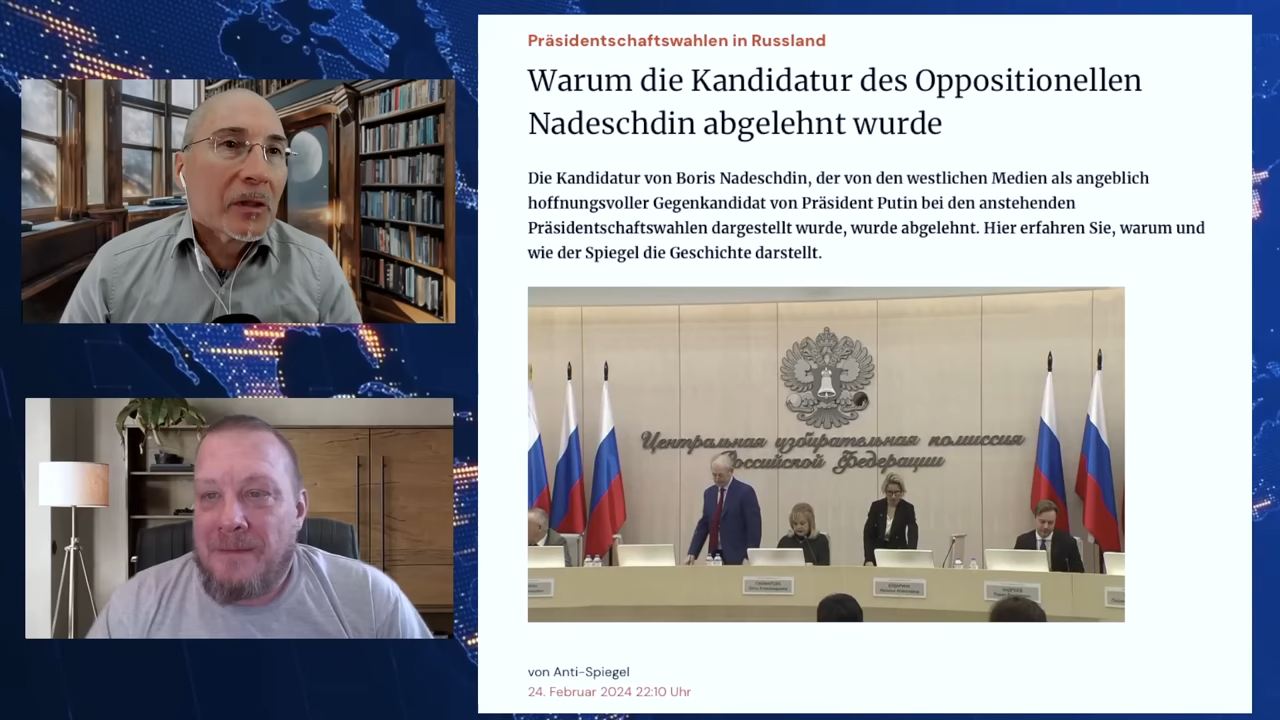 Präsidentschaftswahlen in Russland
Warum die Kandidatur des Oppositionellen
Nadeschdin abgelehnt wurde
Die Kandidatur von Boris Nadeschdin, der von den westlichen Medien als angeblich
hoffnungsvoller Gegenkandidat von Präsident Putin bei den anstehenden
Präsidentschaftswahlen dargestellt wurde, wurde abgelehnt. Hier erfahren Sie, warum und
wie der Spiegel die Geschichte darstellt.
Центральная избирательная комиссия
Российской Федерации
von Anti-Spiegel
24. Februar 2024 22:10 Uhr